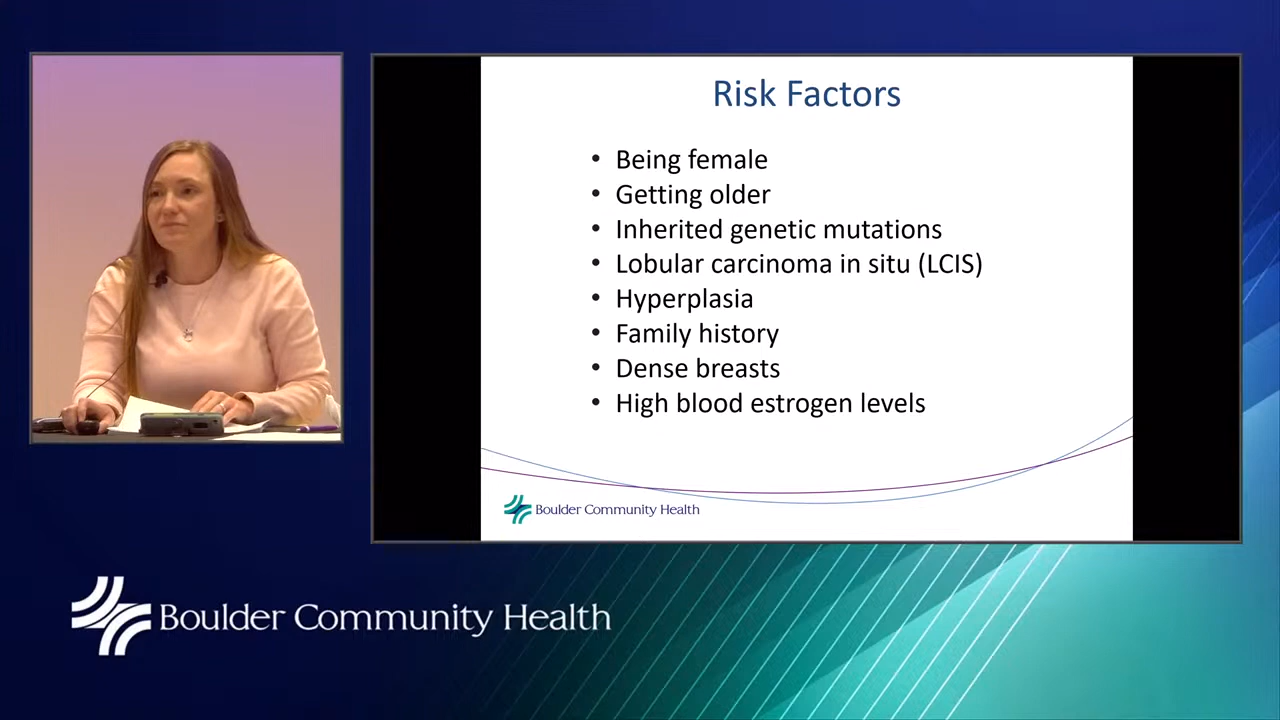 Risk Factors
• Being female
• Getting older
• Inherited genetic mutations
• Lobular carcinoma in situ (LCIS)
• Hyperplasia
• Family history
• Dense breasts
• High blood estrogen levels
Boulder Community Health
Boulder Community Health